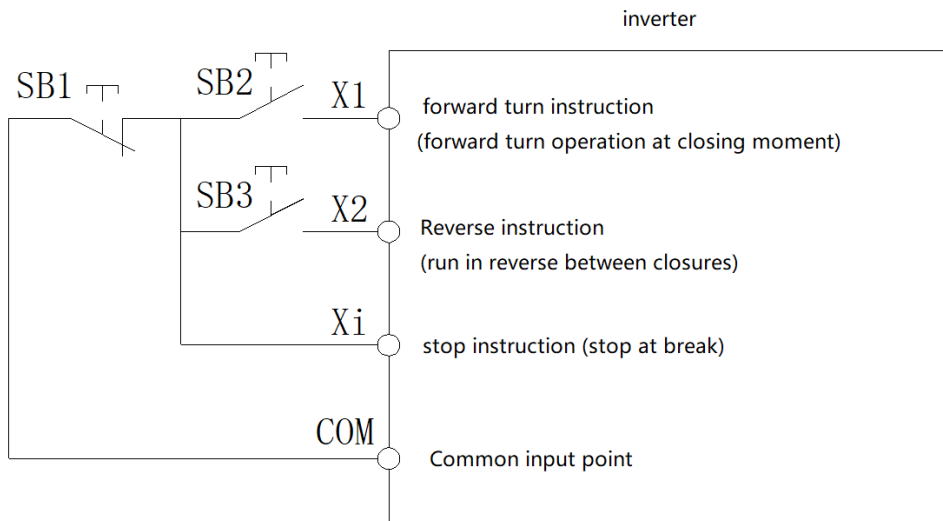 inverter
SB1
SB2
X1
forward turn instruction
(forward turn operation at closing moment)
SB3
X2
Reverse instruction
(run in reverse between closures)
Xi
stop instruction (stop at break)
COM
Common input point